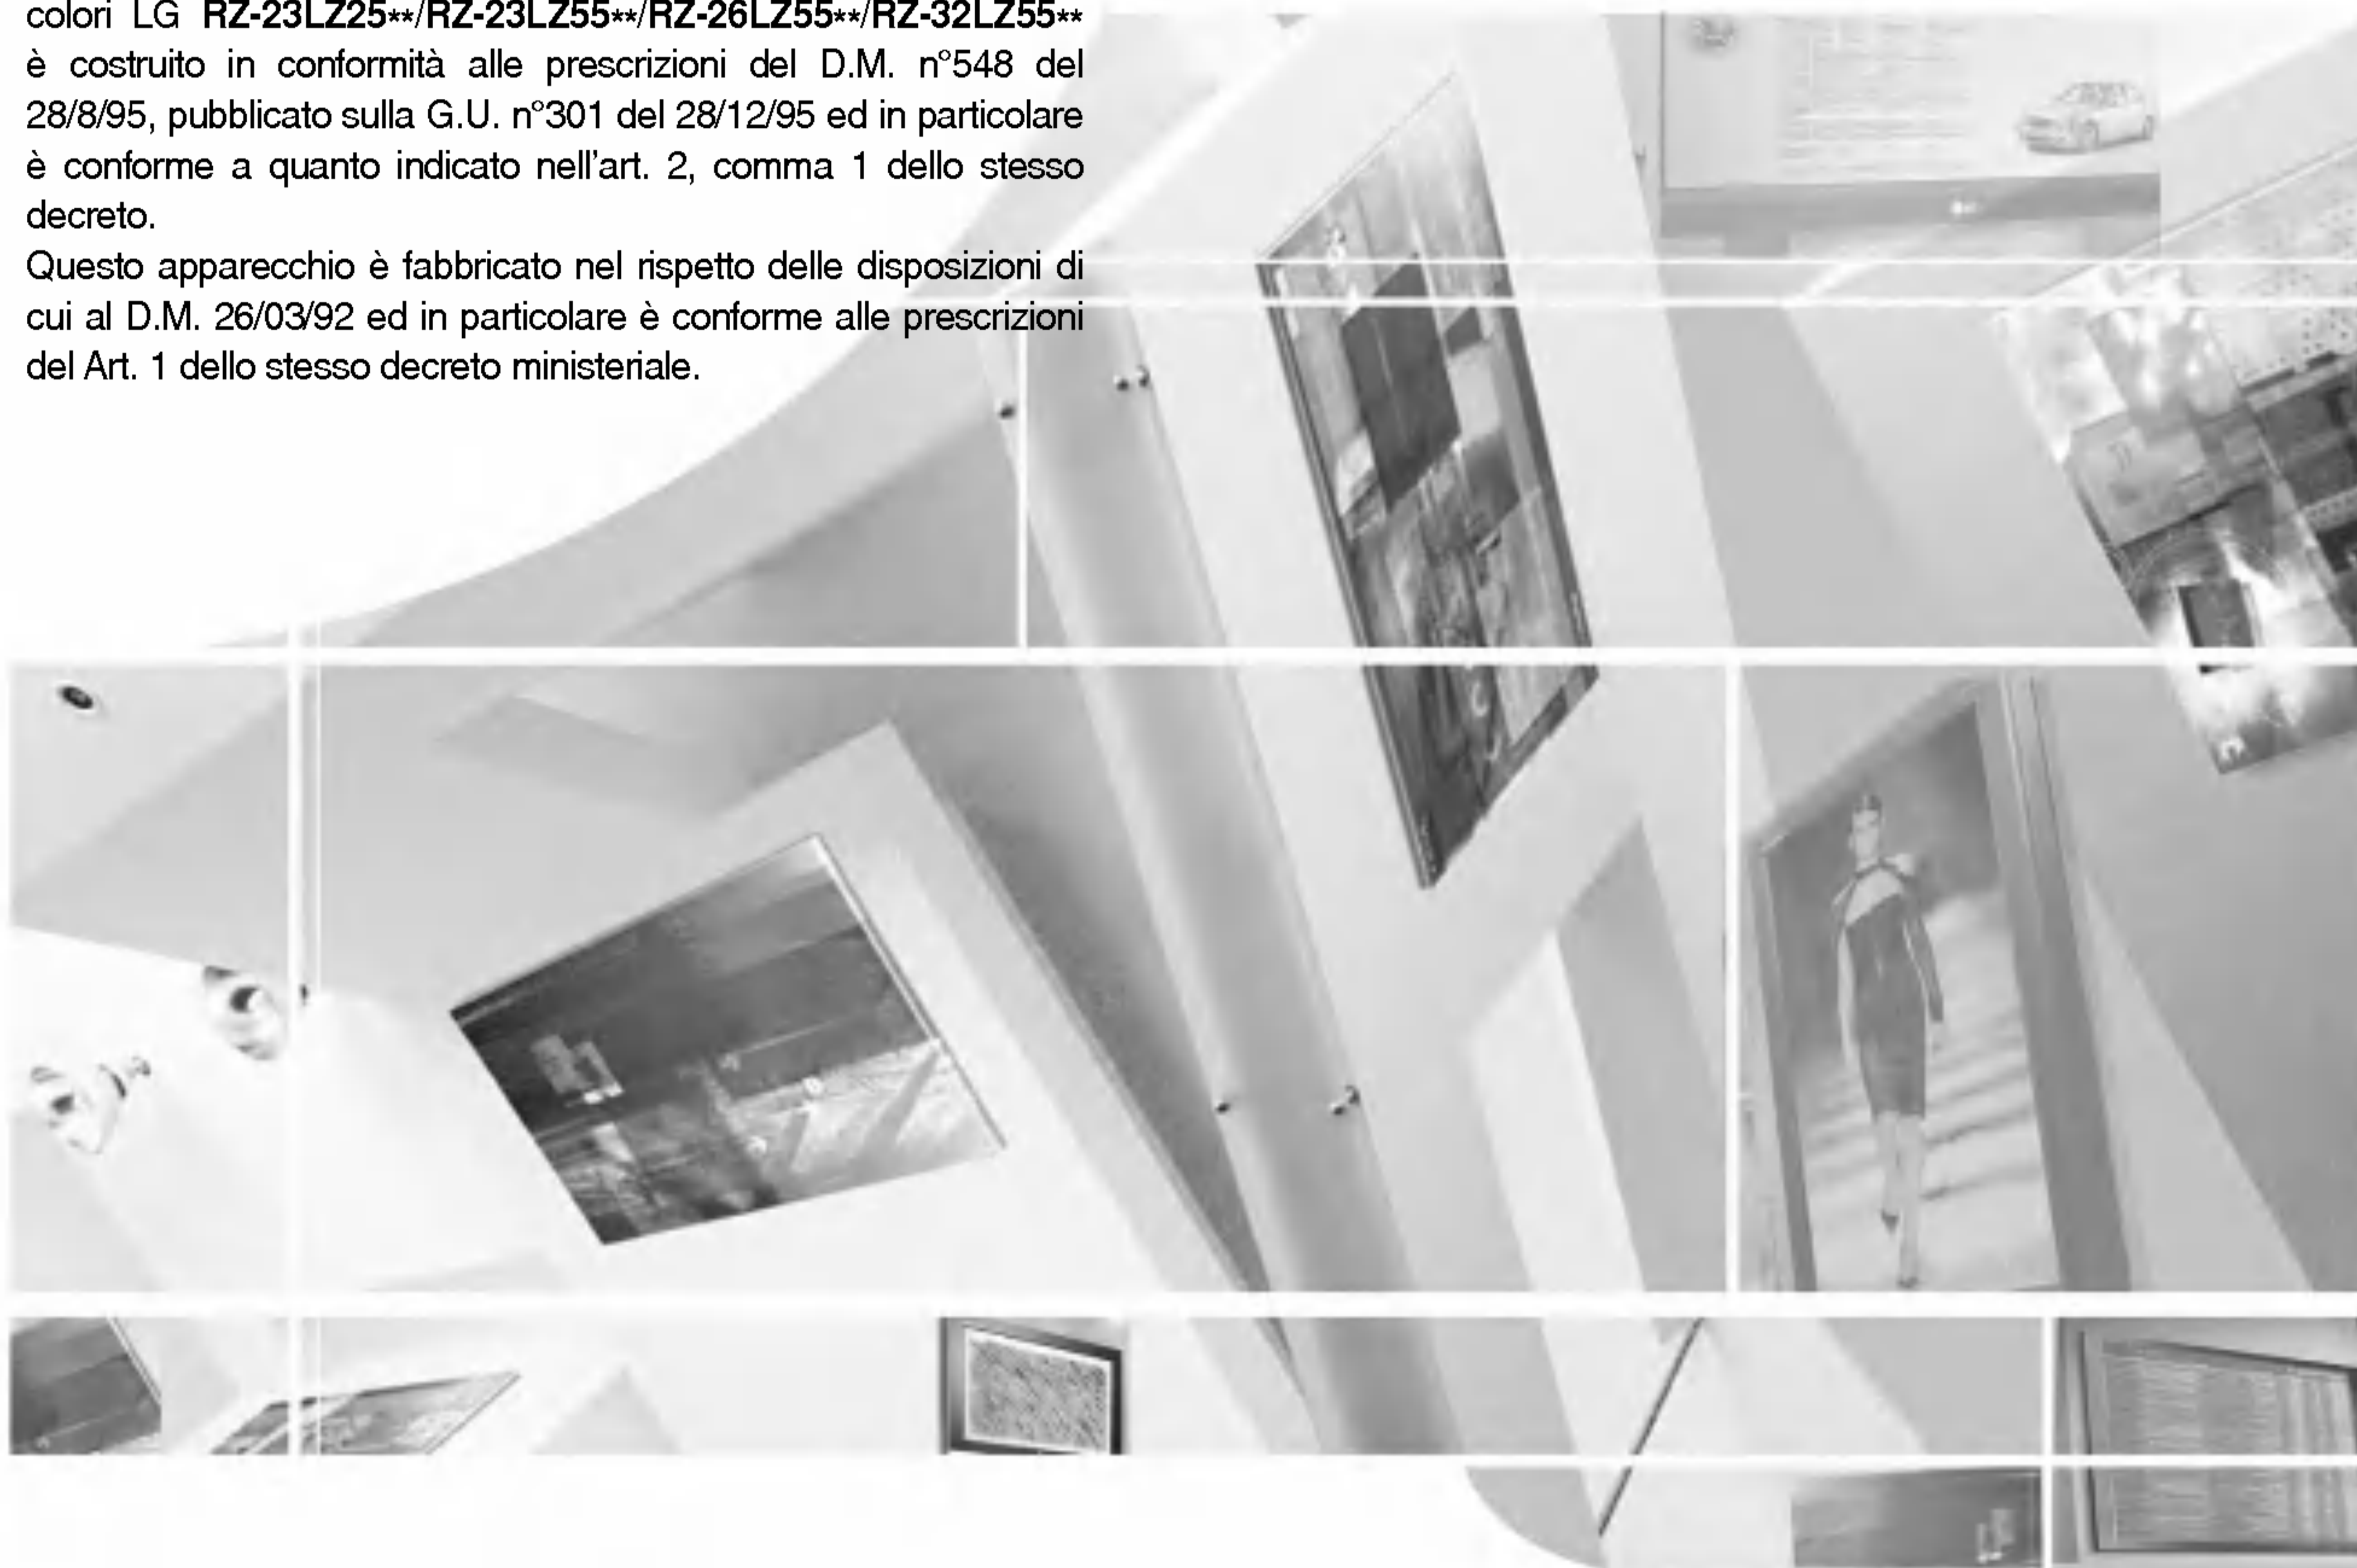 colori LG RZ-23LZ25**/RZ-23LZ55**/RZ-26LZ55**/RZ-32LZ55**
è costruito in conformità alle prescrizioni del D.M. n°548 del
28/8/95, pubblicato sulla G.U. n°301 del 28/12/95 ed in particolare
è conforme a quanto indicato nell'art. 2, comma 1 dello stesso
decreto.
Questo apparecchio è fabbricato nel rispetto delle disposizioni di
cui al D.M. 26/03/92 ed in particolare è conforme alle prescrizioni
del Art. 1 dello stesso decreto ministeriale.